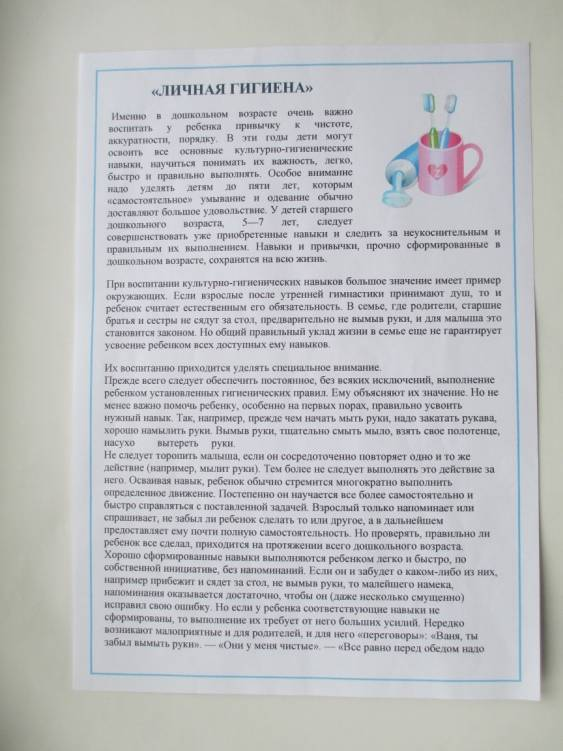 «ЛИЧНАЯ ГИГИЕНА»
Именно в дошкольном возрасте очень важно
воспитать у ребенка привычку к чистоте,
аккуратности, порядку. В эти годы дети могут
освоить все основные культурно-гигиенические
навыки, научиться понимать их важность, легко,
быстро и правильно выполнять. Особое внимание
надо уделять детям до пяти лет, которым
«самостоятельное» умывание и одевание обычно
доставляют большое удовольствие. У детей старшего
дошкольного возраста, 5—7 лет, следует
совершенствовать уже приобретенные навыки и следить за неукоснительным и
правильным их выполнением. Навыки и привычки, прочно сформированные в
дошкольном возрасте, сохранятся на всю жизнь.
При воспитании культурно-гигиенических навыков большое значение имеет пример
окружающих. Если взрослые после утренней гимнастики принимают душ, то и
ребенок считает естественным его обязательность. В семье, где родители, старшие
братья и сестры не сядут за стол, предварительно не вымыв руки, и для малыша это
становится законом. Но общий правильный уклад жизни в семье еще не гарантирует
усвоение ребенком всех доступных ему навыков.
Их воспитанию приходится уделять специальное внимание.
Прежде всего следует обеспечить постоянное, без всяких исключений, выполнение
ребенком установленных гигиенических правил. Ему объясняют их значение. Но не
менее важно помочь ребенку, особенно на первых порах, правильно усвоить
нужный навык. Так, например, прежде чем начать мыть руки, надо закатать рукава,
хорошо намылить руки. Вымыв руки, тщательно смыть мыло, взять свое полотенце,
насухо вытереть руки.
Не следует торопить малыша, если он сосредоточенно повторяет одно и то же
действие (например, мылит руки). Тем более не следует выполнять это действие за
него. Осваивая навык, ребенок обычно стремится многократно выполнить
определенное движение. Постепенно он научается все более самостоятельно и
быстро справляться с поставленной задачей. Взрослый только напоминает или
спрашивает, не забыл ли ребенок сделать то или другое, а в дальнейшем
предоставляет ему почти полную самостоятельность. Но проверять, правильно ли
ребенок все сделал, приходится на протяжении всего дошкольного возраста.
Хорошо сформированные навыки выполняются ребенком легко и быстро, по
собственной инициативе, без напоминаний. Если он и забудет о каком-либо из них,
например прибежит и сядет за стол, не вымыв руки, то малейшего намека,
напоминания оказывается достаточно, чтобы он (даже несколько смущенно)
исправил свою ошибку. Но если у ребенка соответствующие навыки не
сформированы, то выполнение их требует от него больших усилий. Нередко
возникают малоприятные и для родителей, и для него «переговоры»: «Ваня, ты
забыл вымыть руки». — «Они у меня чистые». — «Все равно перед обедом надо